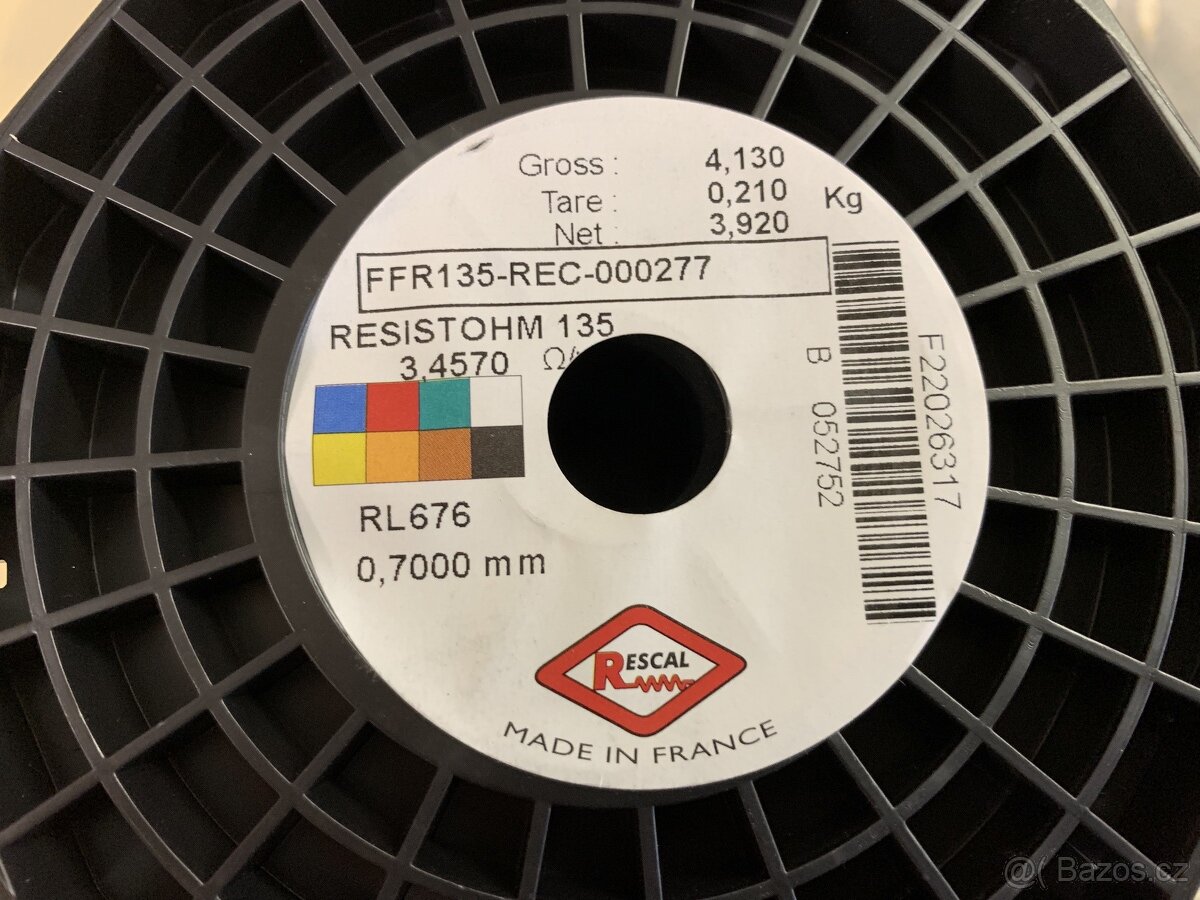 Gross : 4,130
Tare : 0,210 Kg
Net : 3,920
FFR135-REC-000277
RESISTOHM 135
3,4570 Ω/
RL676
0,7000 mm
B 052752
F22026317
RESCAL
MADE IN FRANCE
@( Bazos.cz